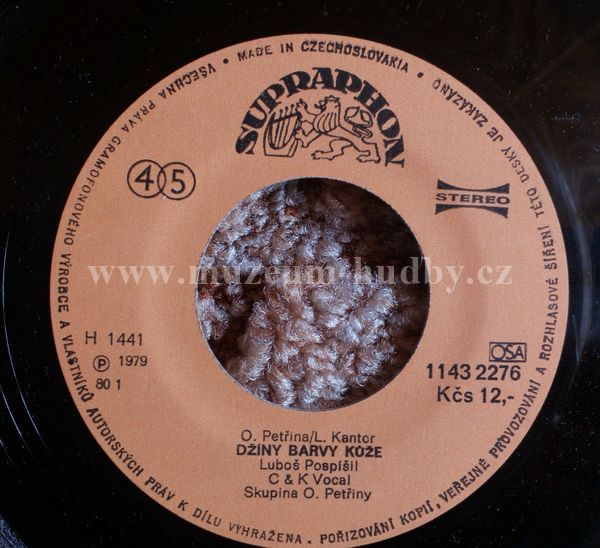 VŠECHNA PRÁVA GRAMOFONOVÉHO VÝROBCE A VLASTNÍKŮ AUTORSKÝCH PRÁV K DÍLU VYHRAŽENA. POŘIZOVÁNÍ KOPIÍ, VEŘEJNÉ PROVOZOVÁNÍ A ROZHLASOVÉ ŠÍŘENÍ TÉTO DESKY JE ZAKÁZÁNO
• MADE IN CZECHOSLOVAKIA •
SUPRAPHON
45
STEREO
www.muzeum-hudby.cz
H 1441
Ⓟ 1979
80 1
OSA
1143 2276
Kčs 12,-
O. Petřina/L. Kantor
DŽÍNY BARVY KŮŽE
Luboš Pospíšil
C & K Vocal
Skupina O. Petřiny